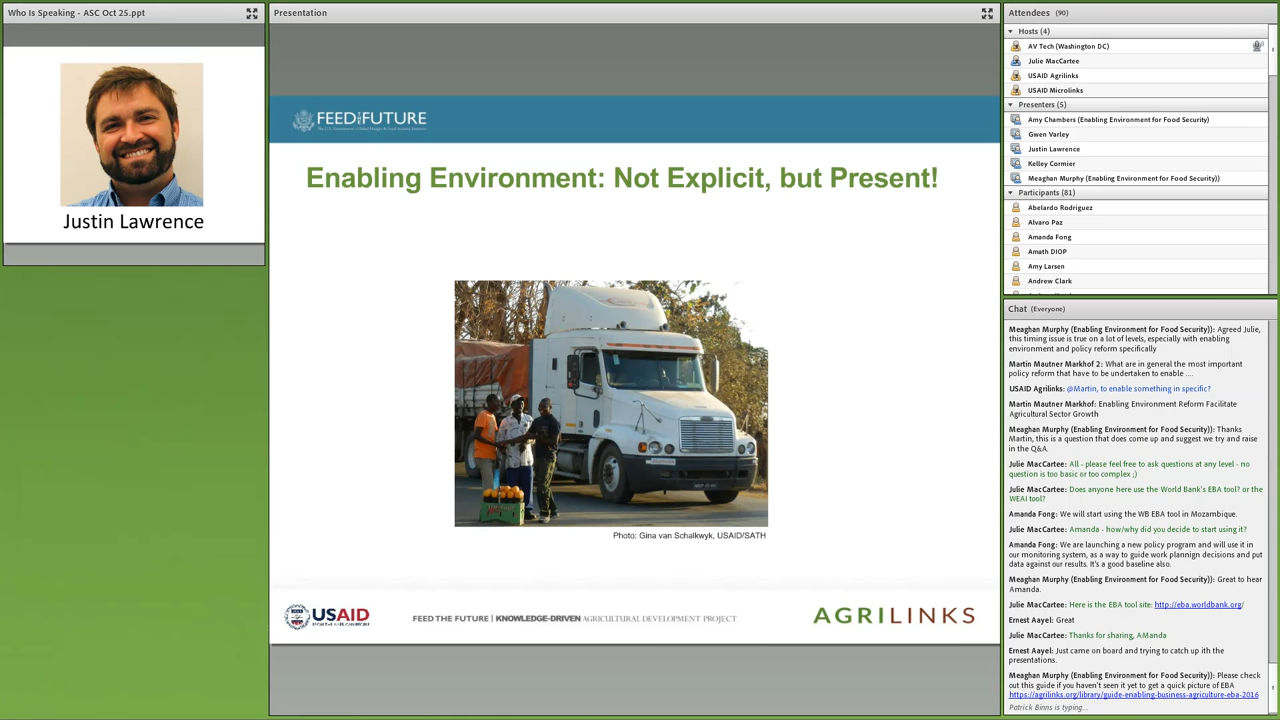 Who Is Speaking - ASC Oct 25.ppt
Justin Lawrence
Presentation
FEED THE FUTURE
The U.S. Government's Global Hunger & Food Security Initiative
Enabling Environment: Not Explicit, but Present!
Photo: Gina van Schalkwyk, USAID/SATH
USAID
FROM THE AMERICAN PEOPLE
FEED THE FUTURE | KNOWLEDGE-DRIVEN AGRICULTURAL DEVELOPMENT PROJECT
AGRILINKS
Attendees (90)
Hosts (4)
AV Tech (Washington DC)
Julie MacCartee
USAID Agrilinks
USAID Microlinks
Presenters (5)
Amy Chambers (Enabling Environment for Food Security)
Gwen Varley
Justin Lawrence
Kelley Cormier
Meaghan Murphy (Enabling Environment for Food Security))
Participants (81)
Abelardo Rodriguez
Alvaro Paz
Amanda Fong
Amath DIOP
Amy Larsen
Andrew Clark
Chat (Everyone)
Meaghan Murphy (Enabling Environment for Food Security)): Agreed Julie,
this timing issue is true on a lot of levels, especially with enabling
environment and policy reform specifically
Martin Mautner Markhof 2: What are in general the most important
policy reform that have to be undertaken to enable ....
USAID Agrilinks: @Martin, to enable something in specific?
Martin Mautner Markhof: Enabling Environment Reform Facilitate
Agricultural Sector Growth
Meaghan Murphy (Enabling Environment for Food Security)): Thanks
Martin, this is a question that does come up and suggest we try and raise
in the Q&A.
Julie MacCartee: All - please feel free to ask questions at any level - no
question is too basic or too complex ;)
Julie MacCartee: Does anyone here use the World Bank's EBA tool? or the
WEAI tool?
Amanda Fong: We will start using the WB EBA tool in Mozambique.
Julie MacCartee: Amanda - how/why did you decide to start using it?
Amanda Fong: We are launching a new policy program and will use it in
our monitoring system, as a way to guide work plannign decisions and put
data against our results. It's a good baseline also.
Meaghan Murphy (Enabling Environment for Food Security)): Great to hear
Amanda.
Julie MacCartee: Here is the EBA tool site: http://eba.worldbank.org/
Ernest Aayel: Great
Julie MacCartee: Thanks for sharing, AManda
Ernest Aayel: Just came on board and trying to catch up ith the
presentations.
Meaghan Murphy (Enabling Environment for Food Security)): Please check
out this guide if you haven't seen it yet to get a quick picture of EBA
https://agrilinks.org/library/guide-enabling-business-agriculture-eba-2016
Patrick Binns is typing...